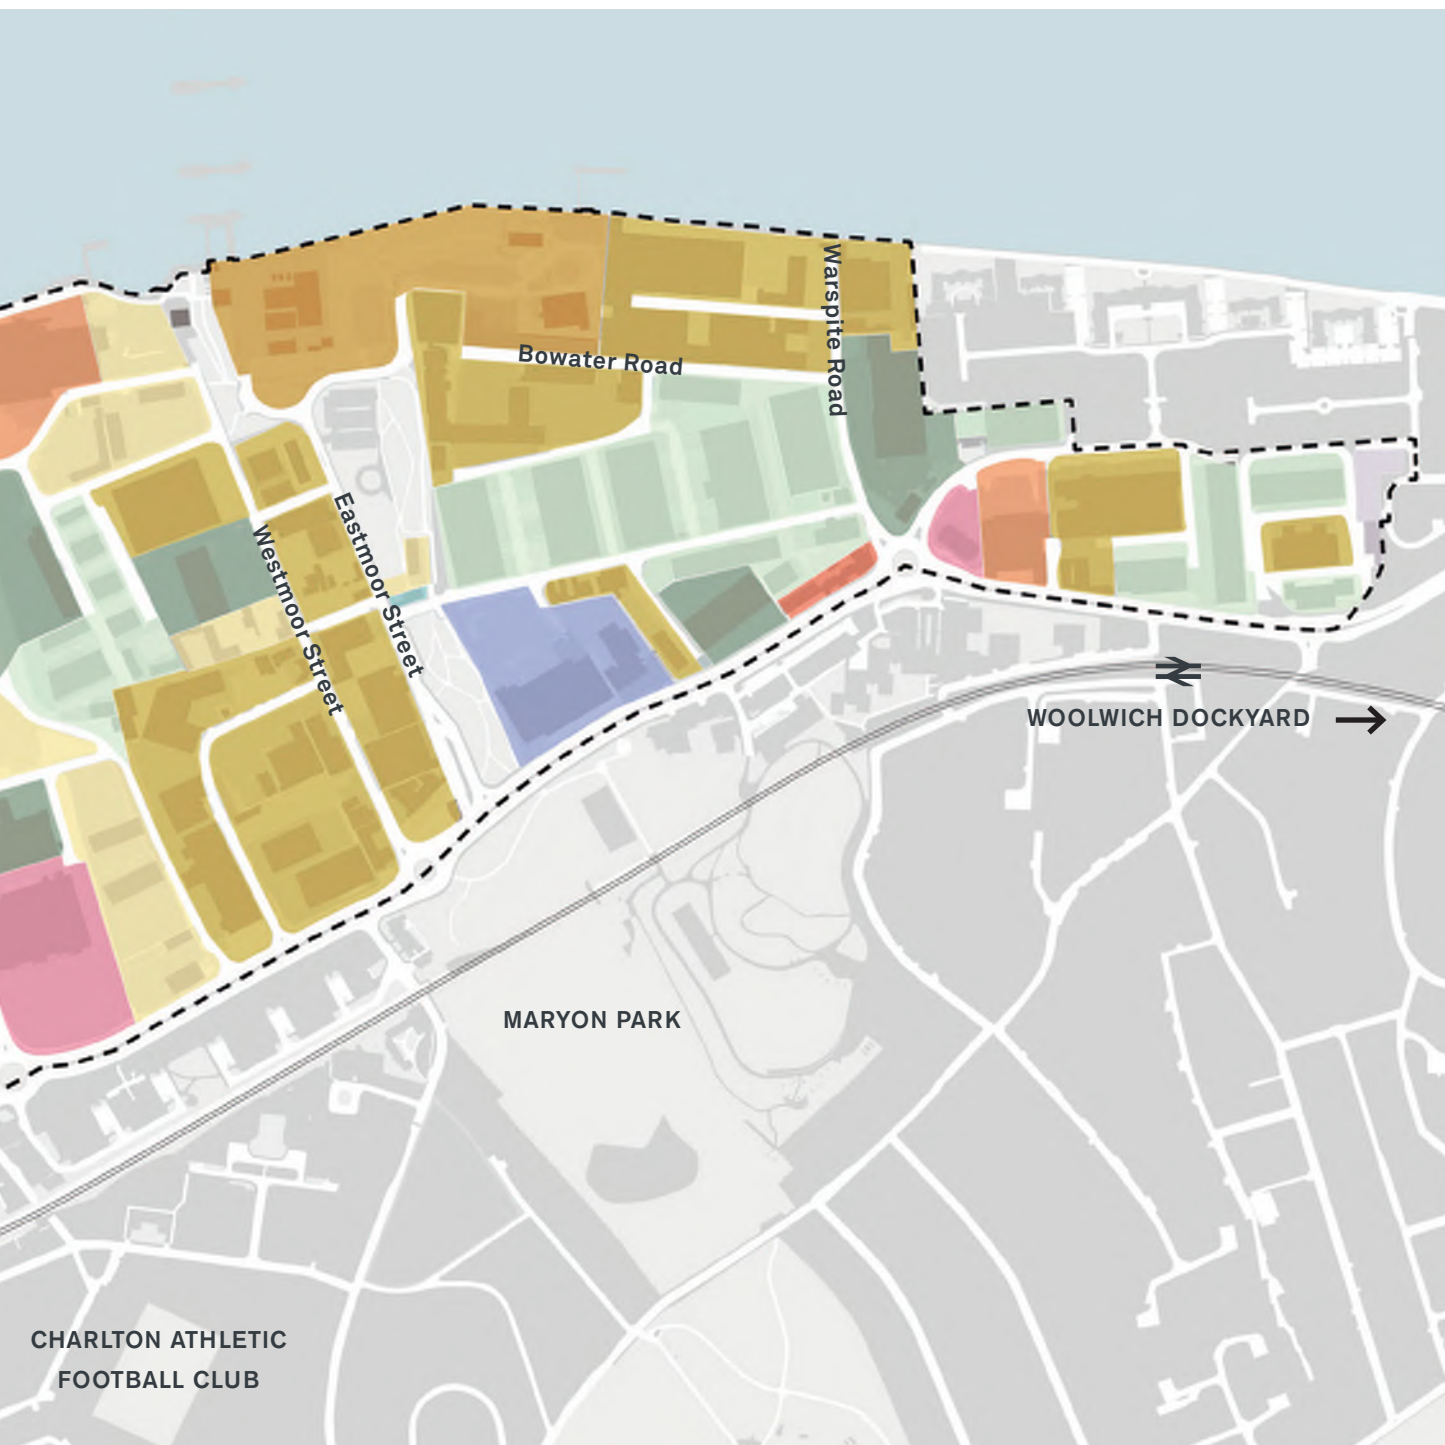 Warspite Road
Bowater Road
Eastmoor Street
Westmoor Street
WOOLWICH DOCKYARD
MARYON PARK
CHARLTON ATHLETIC
FOOTBALL CLUB